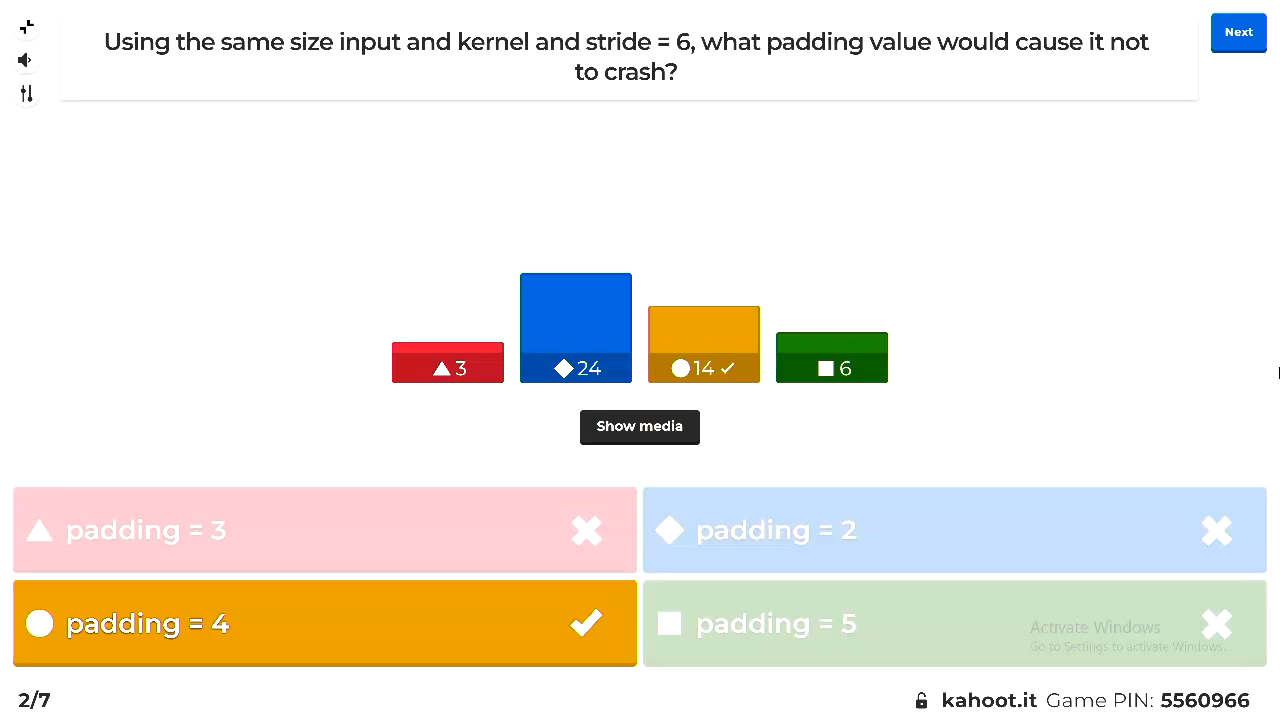 Using the same size input and kernel and stride = 6, what padding value would cause it not
to crash?
Next
3
24
14
6
Show media
padding = 3
padding = 2
padding = 4
padding = 5
Activate Windows
Go to Settings to activate Windows.
2/7
kahoot.it Game PIN: 5560966